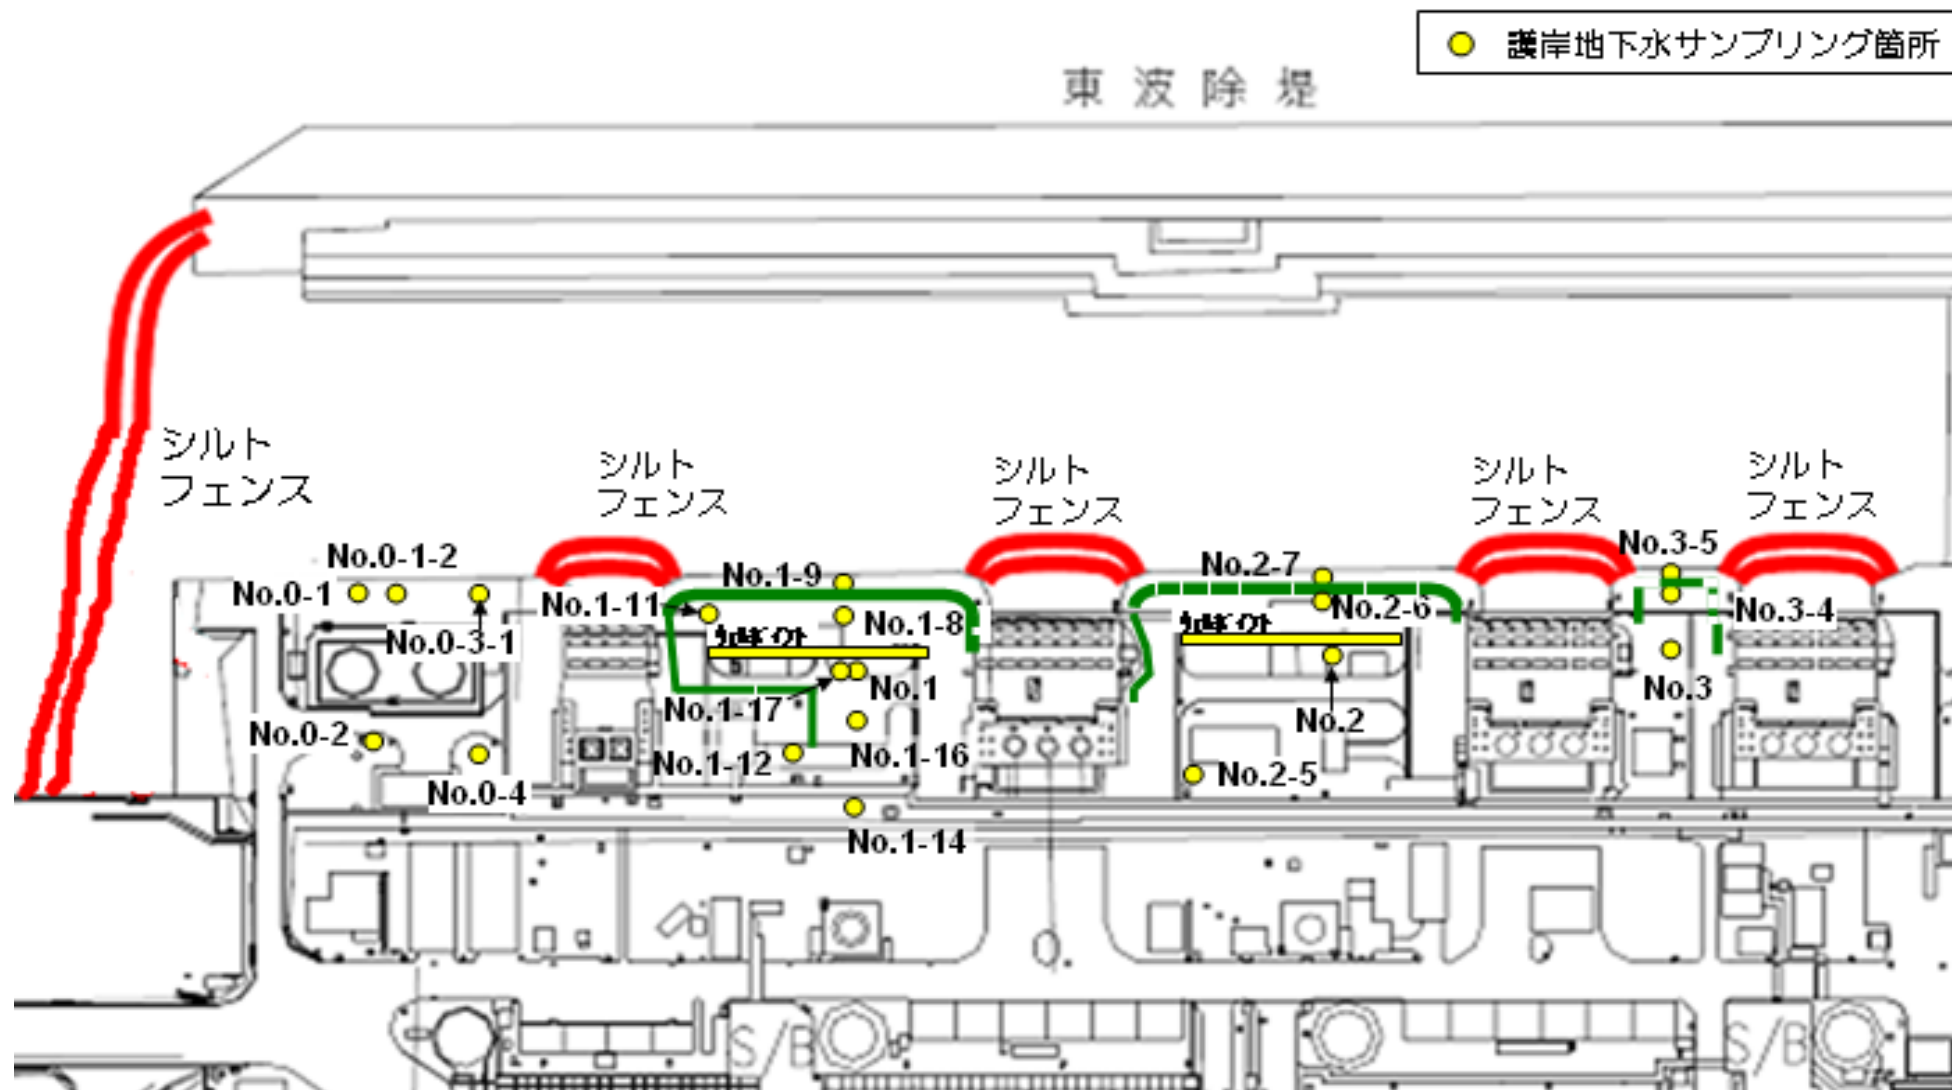 護岸地下水サンプリング箇所
東波除堤
シルト
フェンス
シルト
フェンス
シルト
フェンス
シルト
フェンス
シルト
フェンス
No.0-1-2
No.0-1
No.0-3-1
No.0-2
No.0-4
No.1-9
No.1-11
No.1-8
No.1
No.1-17
No.1-16
No.1-12
No.1-14
No.2-7
No.2-6
No.2
No.2-5
No.3-5
No.3-4
No.3
S/B
S/B